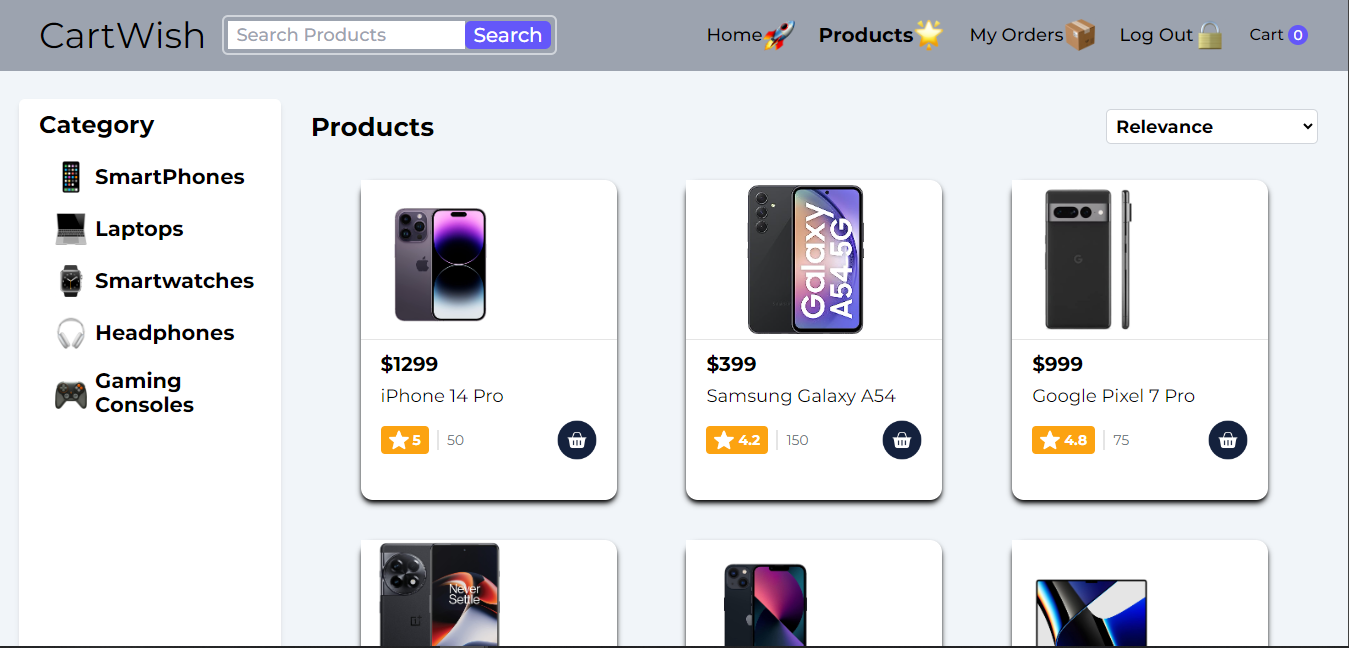 CartWish
Search Products
Search
Home
Products
My Orders
Log Out
Cart 0
Category
SmartPhones
Laptops
Smartwatches
Headphones
Gaming
Consoles
Products
Relevance
Galaxy
A54 5G
$1299
iPhone 14 Pro
5 50
$399
Samsung Galaxy A54
4.2 150
$999
Google Pixel 7 Pro
4.8 75
Never
Settle